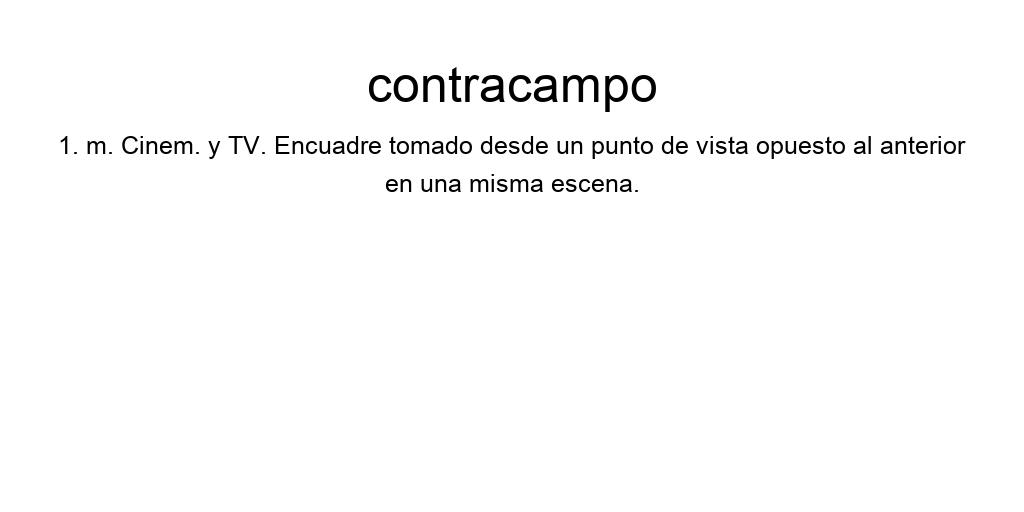 contracampo
1. m. Cinem. y TV. Encuadre tomado desde un punto de vista opuesto al anterior
en una misma escena.